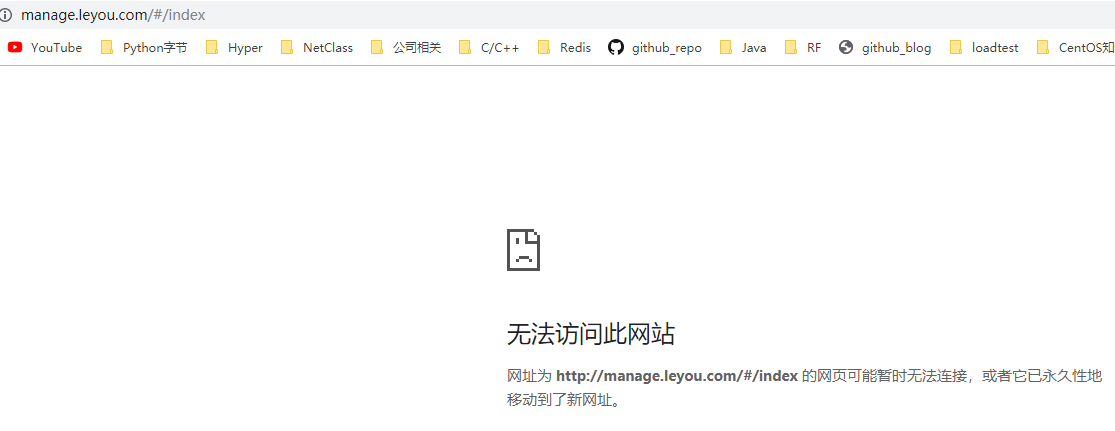 manage.leyou.com/#/index
YouTube Python字节 Hyper NetClass 公司相关 C/C++ Redis github_repo Java RF github_blog loadtest CentOS知
无法访问此网站
网址为 http://manage.leyou.com/#/index 的网页可能暂时无法连接，或者它已永久性地
移动到了新网址。